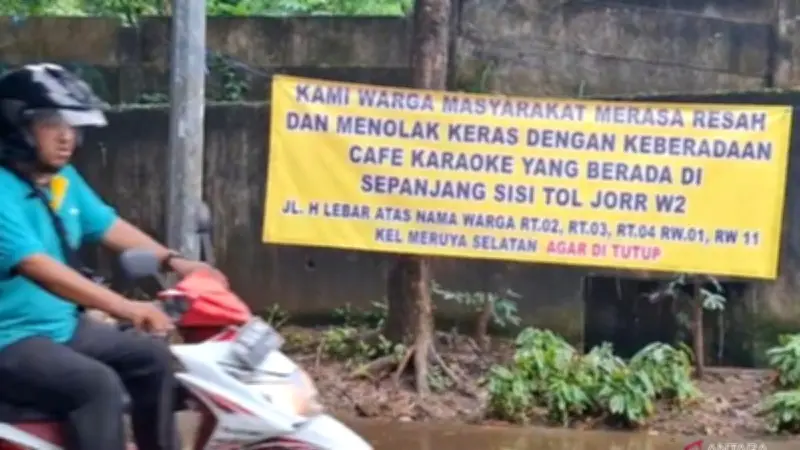 KAMI WARGA MASYARAKAT MERASA RESAH
DAN MENOLAK KERAS DENGAN KEBERADAAN
CAFE KARAOKE YANG BERADA DI
SEPANJANG SISI TOL JORR W2
JL. H LEBAR ATAS NAMA WARGA RT.02, RT.03, RT.04 RW.01, RW 11
KEL MERUYA SELATAN AGAR DI TUTUP
ANTARA